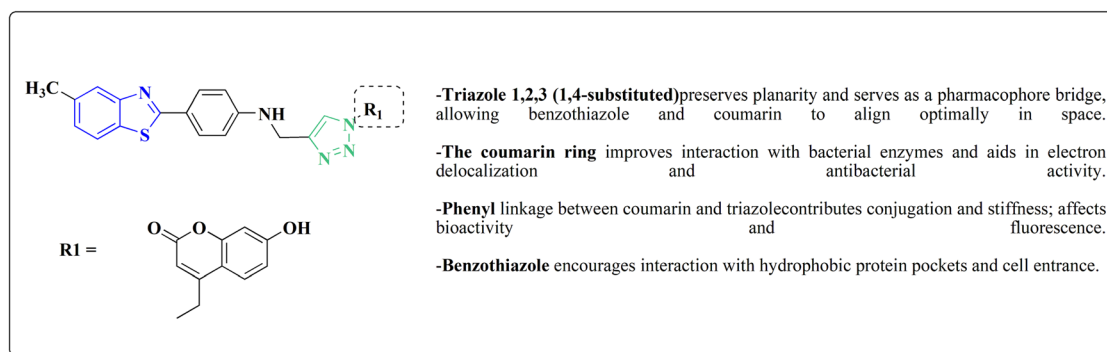 H₃C
N
S
NH
R₁
N
N
N
R1 =
O
O
OH
-Triazole 1,2,3 (1,4-substituted)preserves planarity and serves as a pharmacophore bridge,
allowing benzothiazole and coumarin to align optimally in space.
-The coumarin ring improves interaction with bacterial enzymes and aids in electron
delocalization and antibacterial activity.
-Phenyl linkage between coumarin and triazolecontributes conjugation and stiffness; affects
bioactivity and fluorescence.
-Benzothiazole encourages interaction with hydrophobic protein pockets and cell entrance.